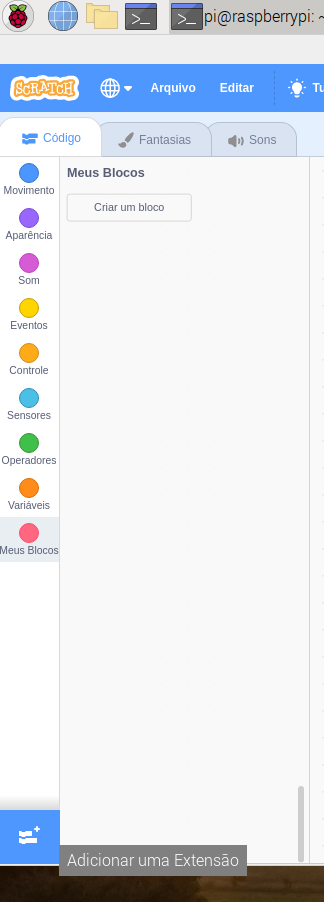 pi@raspberrypi: ~
SCRATCH
Arquivo
Editar
Código
Fantasias
Sons
Movimento
Aparência
Som
Eventos
Controle
Sensores
Operadores
Variáveis
Meus Blocos
Meus Blocos
Criar um bloco
Adicionar uma Extensão